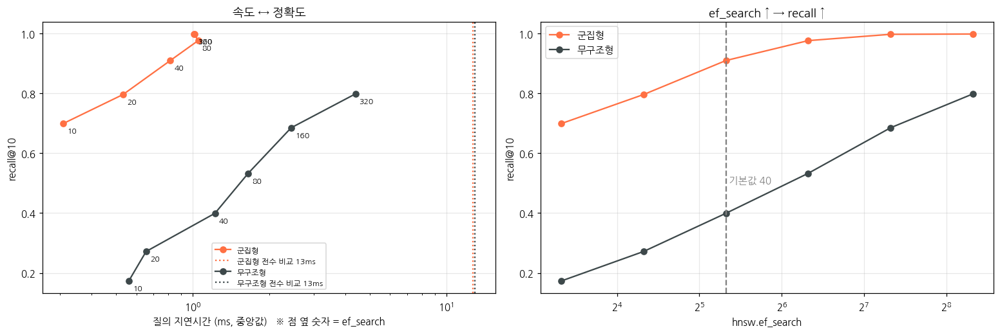 속도 ↔ 정확도
1.0
0.8
0.6
0.4
0.2
recall@10
10
20
40
80
160
320
10
20
40
80
160
320
군집형
군집형 전수 비교 13ms
무구조형
무구조형 전수 비교 13ms
10⁰
10¹
질의 지연시간 (ms, 중앙값) ※ 점 옆 숫자 = ef_search
ef_search ↑ → recall ↑
군집형
무구조형
1.0
0.8
0.6
0.4
0.2
recall@10
기본값 40
2⁴
2⁵
2⁶
2⁷
2⁸
hnsw.ef_search